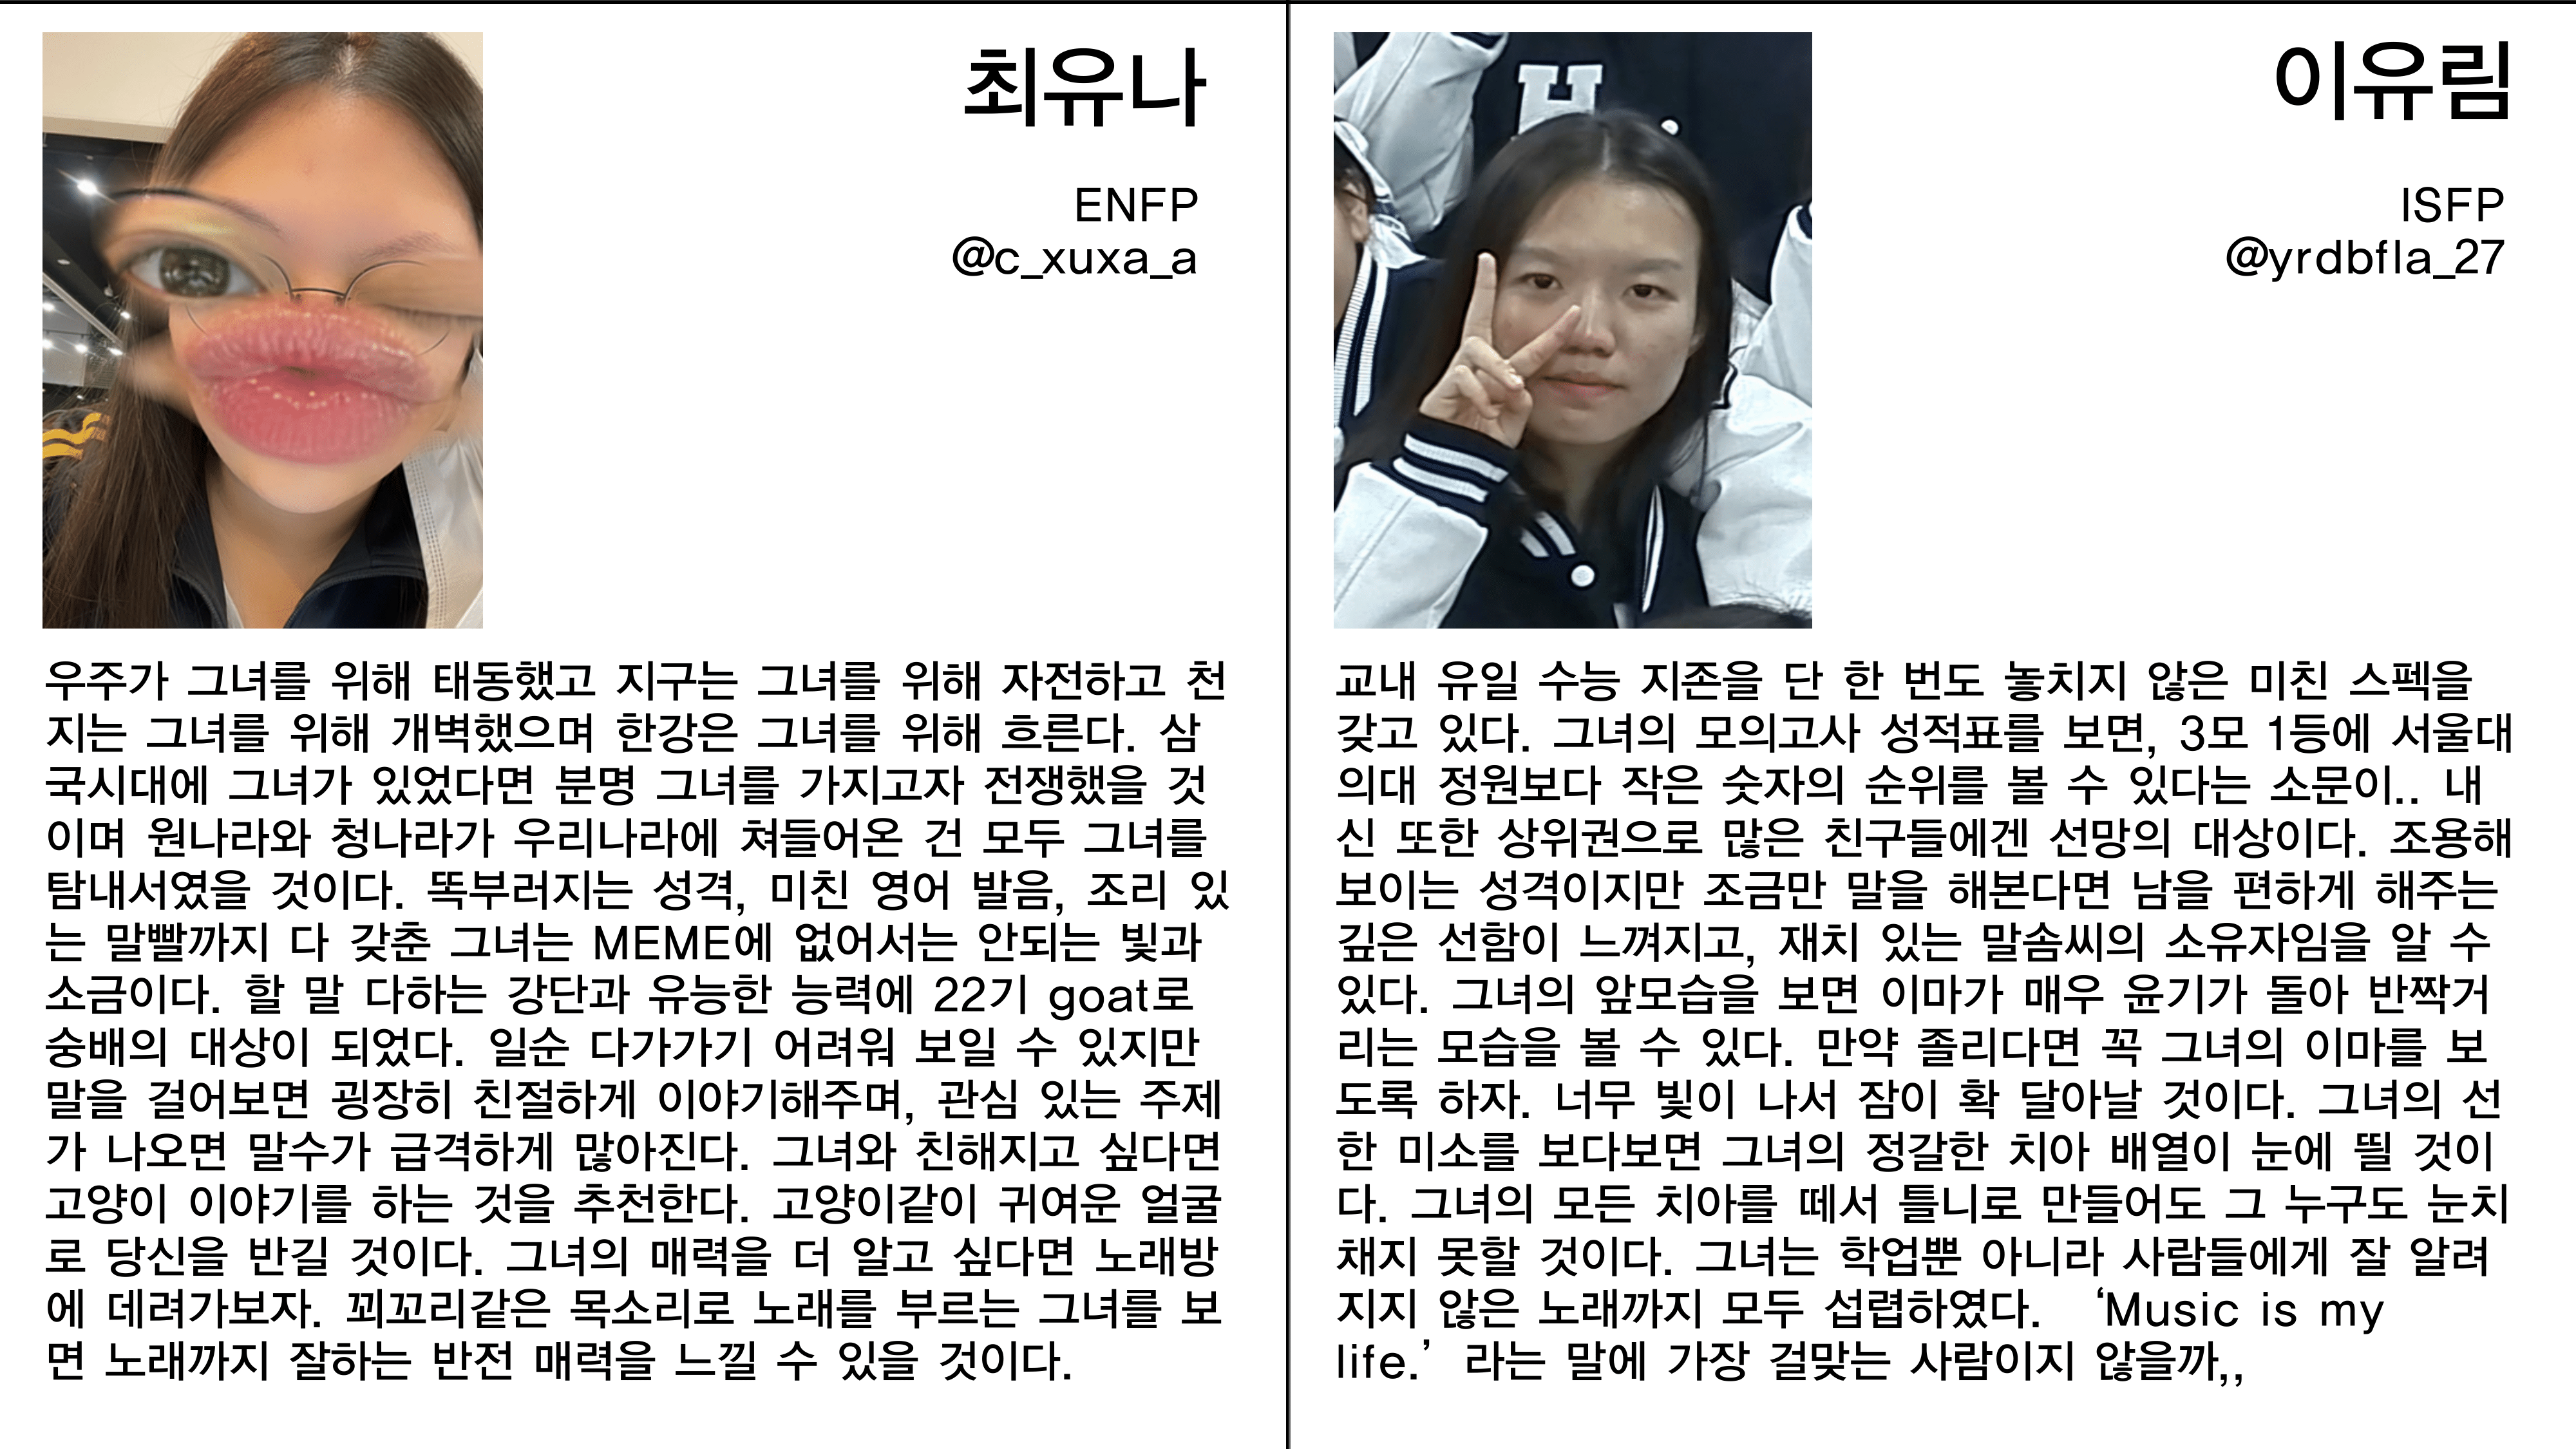 최유나
ENFP
@c_xuxa_a
우주가 그녀를 위해 태동했고 지구는 그녀를 위해 자전하고 천
지는 그녀를 위해 개벽했으며 한강은 그녀를 위해 흐른다. 삼
국시대에 그녀가 있었다면 분명 그녀를 가지고자 전쟁했을 것
이며 원나라와 청나라가 우리나라에 쳐들어온 건 모두 그녀를
탐내서였을 것이다. 똑부러지는 성격, 미친 영어 발음, 조리 있
는 말빨까지 다 갖춘 그녀는 MEME에 없어서는 안되는 빛과
소금이다. 할 말 다하는 강단과 유능한 능력에 22기 goat로
숭배의 대상이 되었다. 일순 다가가기 어려워 보일 수 있지만
말을 걸어보면 굉장히 친절하게 이야기해주며, 관심 있는 주제
가 나오면 말수가 급격하게 많아진다. 그녀와 친해지고 싶다면
고양이 이야기를 하는 것을 추천한다. 고양이같이 귀여운 얼굴
로 당신을 반길 것이다. 그녀의 매력을 더 알고 싶다면 노래방
에 데려가보자. 꾀꼬리같은 목소리로 노래를 부르는 그녀를 보
면 노래까지 잘하는 반전 매력을 느낄 수 있을 것이다.
이유림
ISFP
@yrdbfla_27
교내 유일 수능 지존을 단 한 번도 놓치지 않은 미친 스펙을
갖고 있다. 그녀의 모의고사 성적표를 보면, 3모 1등에 서울대
의대 정원보다 작은 숫자의 순위를 볼 수 있다는 소문이.. 내
신 또한 상위권으로 많은 친구들에겐 선망의 대상이다. 조용해
보이는 성격이지만 조금만 말을 해본다면 남을 편하게 해주는
깊은 선함이 느껴지고, 재치 있는 말솜씨의 소유자임을 알 수
있다. 그녀의 앞모습을 보면 이마가 매우 윤기가 돌아 반짝거
리는 모습을 볼 수 있다. 만약 졸리다면 꼭 그녀의 이마를 보
도록 하자. 너무 빛이 나서 잠이 확 달아날 것이다. 그녀의 선
한 미소를 보다보면 그녀의 정갈한 치아 배열이 눈에 띌 것이
다. 그녀의 모든 치아를 떼서 틀니로 만들어도 그 누구도 눈치
채지 못할 것이다. 그녀는 학업뿐 아니라 사람들에게 잘 알려
지지 않은 노래까지 모두 섭렵하였다. ‘Music is my
life.’ 라는 말에 가장 걸맞는 사람이지 않을까,,
H